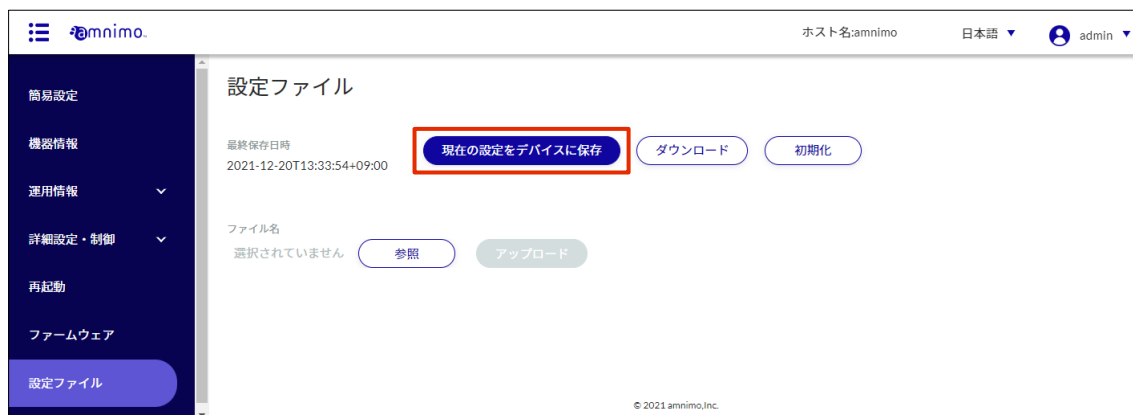 amnimo
ホスト名:amnimo
日本語 ▼
admin ▼
簡易設定
機器情報
運用情報
詳細設定・制御
再起動
ファームウェア
設定ファイル
設定ファイル
最終保存日時
2021-12-20T13:33:54+09:00
現在の設定をデバイスに保存
ダウンロード
初期化
ファイル名
選択されていません
参照
アップロード
© 2021 amnimo,Inc.